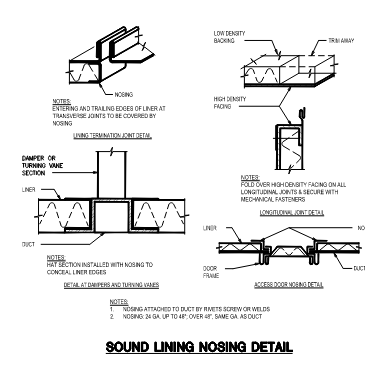 NOSING
NOTES:
ENTERING AND TRAILING EDGES OF LINER AT
TRANSVERSE JOINTS TO BE COVERED BY
NOSING
LINING TERMINATION JOINT DETAIL
LOW DENSITY
BACKING
TRIM AWAY
HIGH DENSITY
FACING
NOTES:
FOLD OVER HIGH DENSITY FACING ON ALL
LONGITUDINAL JOINTS & SECURE WITH
MECHANICAL FASTENERS
LONGITUDINAL JOINT DETAIL
DAMPER OR
TURNING VANE
SECTION
LINER
DUCT
NOTES:
HAT SECTION INSTALLED WITH NOSING TO
CONCEAL LINER EDGES
DETAIL AT DAMPERS AND TURNING VANES
LINER
NO
DOOR
FRAME
DUCT
ACCESS DOOR NOSING DETAIL
NOTES:
1. NOSING ATTACHED TO DUCT BY RIVETS SCREW OR WELDS
2. NOSING: 24 GA. UP TO 48"; OVER 48", SAME GA. AS DUCT
SOUND LINING NOSING DETAIL